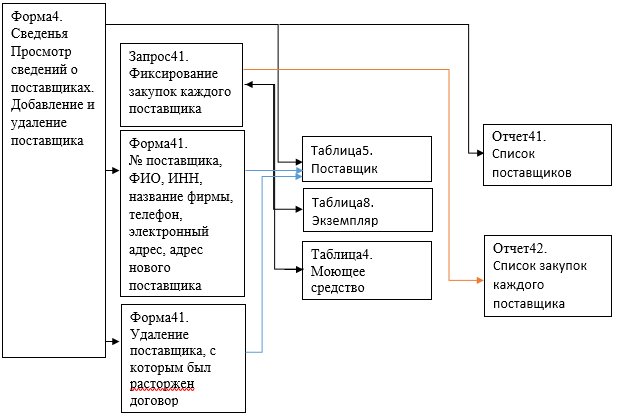 Форма4.
Сведенья
Просмотр
сведений о
поставщиках.
Добавление и
удаление
поставщика
Запрос41.
Фиксирование
закупок каждого
поставщика
Форма41.
№ поставщика,
ФИО, ИНН,
название фирмы,
телефон,
электронный
адрес, адрес
нового
поставщика
Форма41.
Удаление
поставщика, с
которым был
расторжен
договор
Таблица5.
Поставщик
Таблица8.
Экземпляр
Таблица4.
Моющее
средство
Отчет41.
Список
поставщиков
Отчет42.
Список закупок
каждого
поставщика